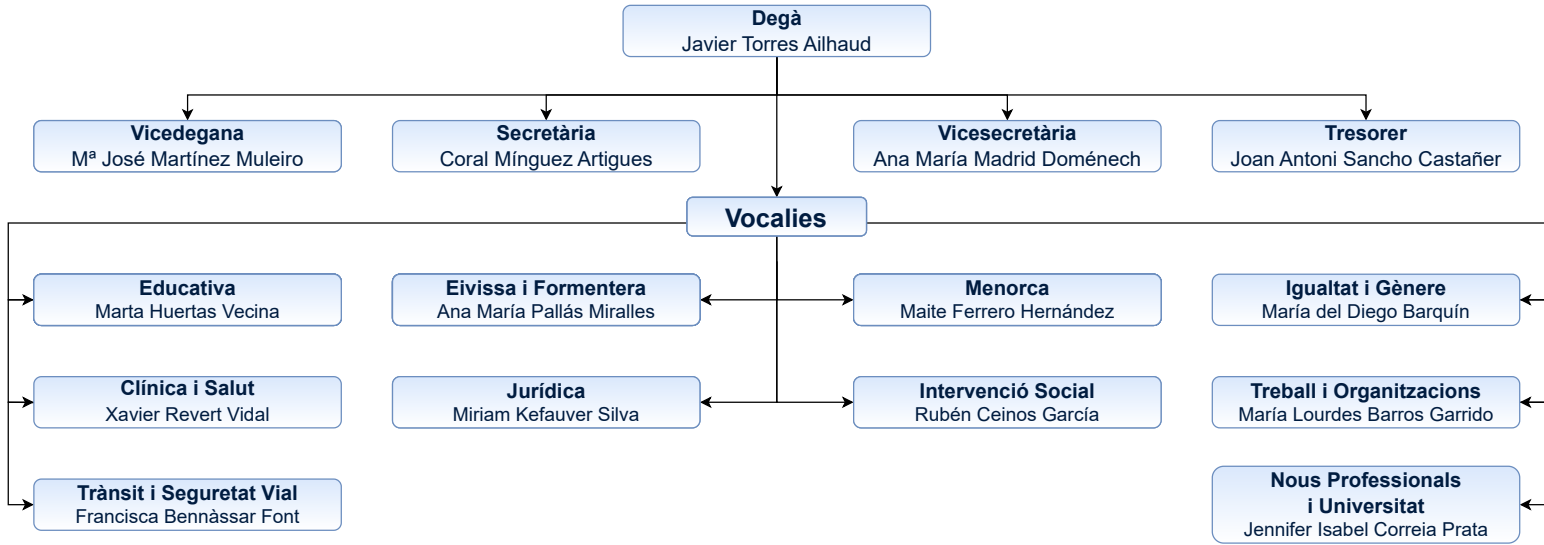 Degà
Javier Torres Ailhaud
Vicedegana
Mª José Martínez Muleiro
Secretària
Coral Mínguez Artigues
Vicesecretària
Ana María Madrid Doménech
Tresorer
Joan Antoni Sancho Castañer
Vocalies
Educativa
Marta Huertas Vecina
Eivissa i Formentera
Ana María Pallás Miralles
Menorca
Maite Ferrero Hernández
Igualtat i Gènere
María del Diego Barquín
Clínica i Salut
Xavier Revert Vidal
Jurídica
Miriam Kefauver Silva
Intervenció Social
Rubén Ceinos García
Treball i Organitzacions
María Lourdes Barros Garrido
Trànsit i Seguretat Vial
Francisca Bennàssar Font
Nous Professionals
i Universitat
Jennifer Isabel Correia Prata